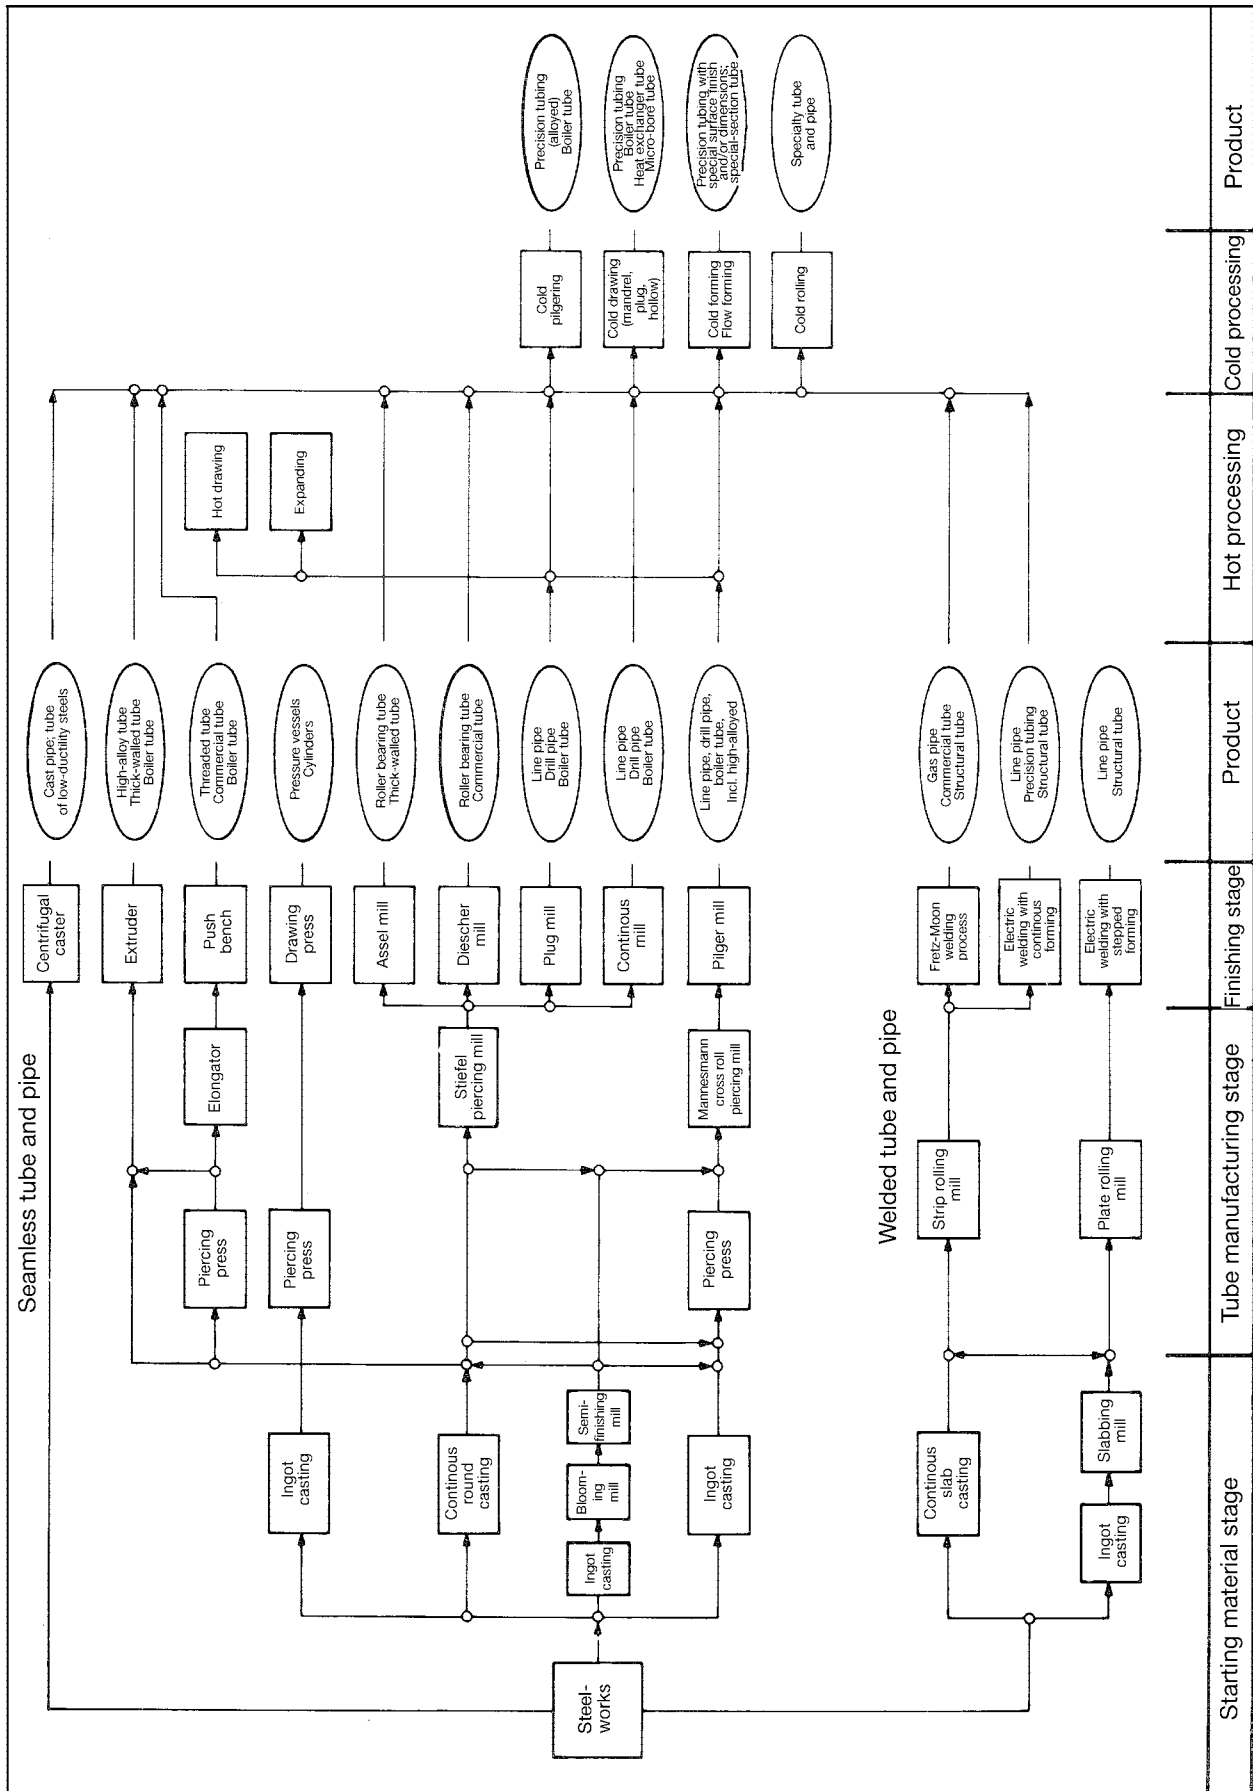 Seamless tube and pipe
Welded tube and pipe
Steel-
works
Ingot
casting
Continous
round
casting
Ingot
casting
Bloom-
ing
mill
Semi-
finishing
mill
Ingot
casting
Continous
slab
casting
Ingot
casting
Slabbing
mill
Piercing
press
Elongator
Piercing
press
Stiefel
piercing mill
Piercing
press
Mannesmann
cross roll
piercing mill
Strip rolling
mill
Plate rolling
mill
Centrifugal
caster
Extruder
Push
bench
Drawing
press
Assel mill
Diescher
mill
Plug mill
Continous
mill
Pilger mill
Fretz-Moon
welding
process
Electric
welding with
continous
forming
Electric
welding with
stepped
forming
Cast pipe; tube
of low-ductility steels
High-alloy tube
Thick-walled tube
Boiler tube
Threaded tube
Commercial tube
Boiler tube
Pressure vessels
Cylinders
Roller bearing tube
Thick-walled tube
Roller bearing tube
Commercial tube
Line pipe
Drill pipe
Boiler tube
Line pipe
Drill pipe
Boiler tube
Line pipe, drill pipe,
boiler tube,
Incl. high-alloyed
Gas pipe
Commercial tube
Structural tube
Line pipe
Precision tubing
Structural tube
Line pipe
Structural tube
Hot drawing
Expanding
Cold
pilgering
Cold drawing
(mandrel,
plug,
hollow)
Cold forming
Flow forming
Cold rolling
Precision tubing
(alloyed)
Boiler tube
Precision tubing
Boiler tube
Heat exchanger tube
Micro-bore tube
Precision tubing with
special surface finish
and/or dimensions;
special-section tube
Specialty tube
and pipe
Starting material stage
Tube manufacturing stage
Finishing stage
Product
Hot processing
Cold processing
Product